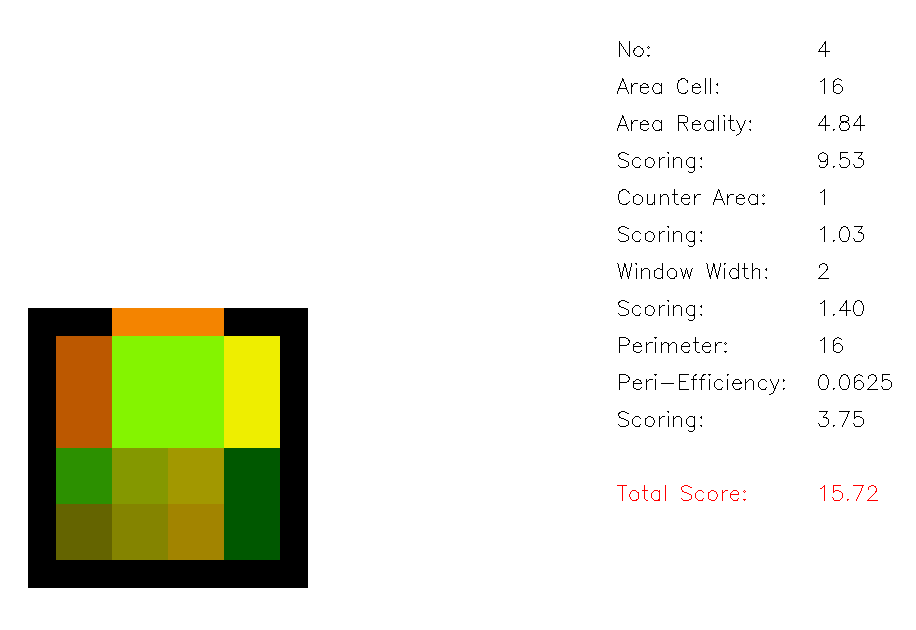 No: 4
Area Cell: 16
Area Reality: 4.84
Scoring: 9.53
Counter Area: 1
Scoring: 1.03
Window Width: 2
Scoring: 1.40
Perimeter: 16
Peri-Efficiency: 0.0625
Scoring: 3.75
Total Score: 15.72